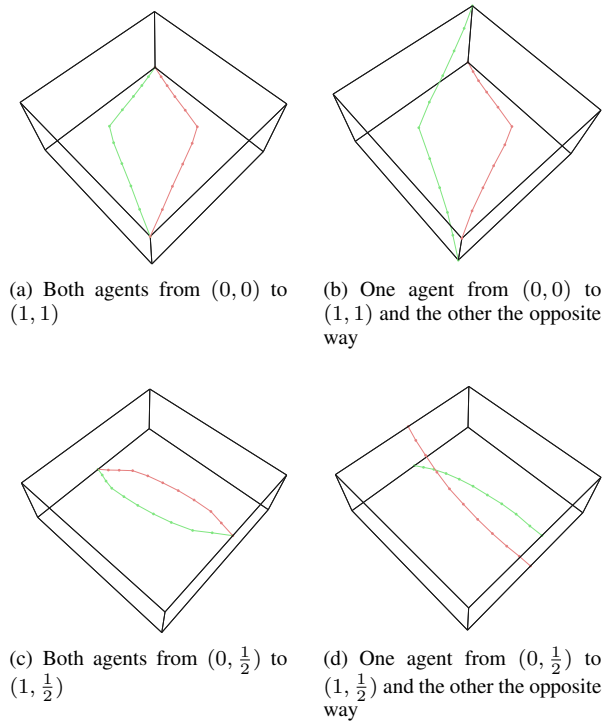 (a) Both agents from (0, 0) to
(1, 1)
(b) One agent from (0, 0) to
(1, 1) and the other the opposite
way
(c) Both agents from (0, 1/2) to
(1, 1/2)
(d) One agent from (0, 1/2) to
(1, 1/2) and the other the opposite
way